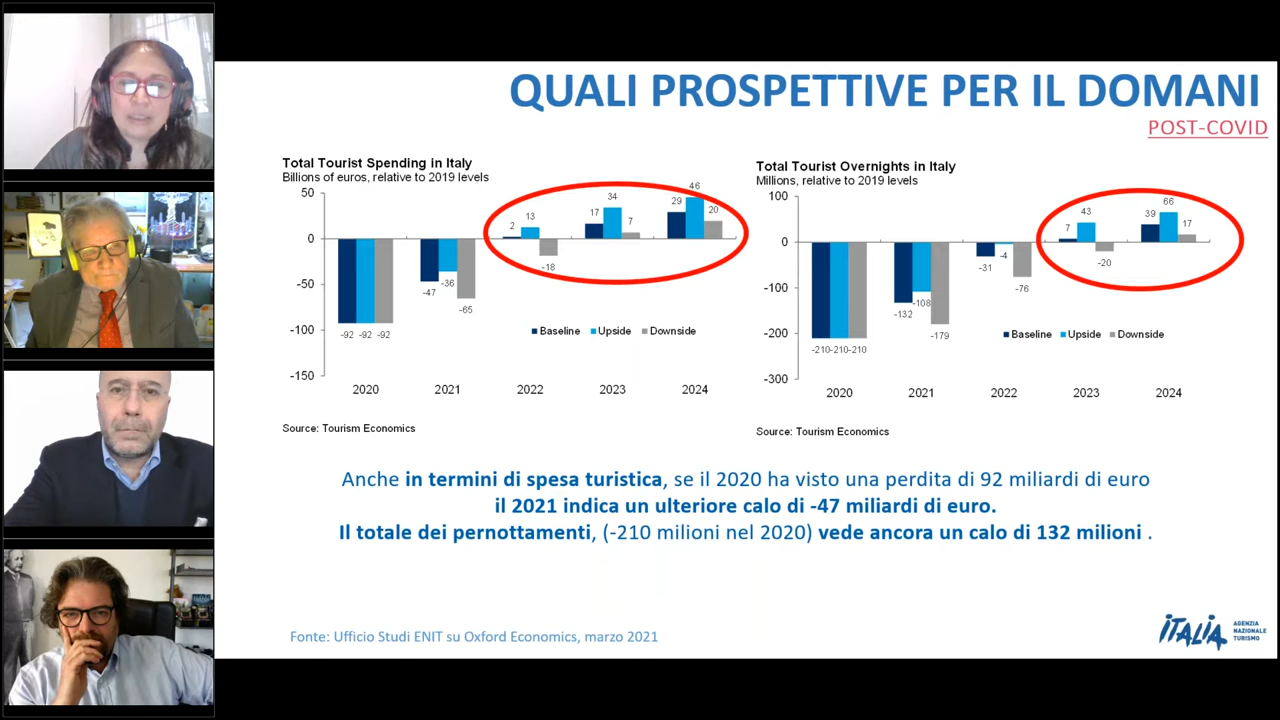 QUALI PROSPETTIVE PER IL DOMANI
POST-COVID
Total Tourist Spending in Italy
Billions of euros, relative to 2019 levels
50
0
-50
-100
-150
-92 -92 -92
-47
-36
-65
2
13
-18
17
34
7
29
46
20
Baseline Upside Downside
2020 2021 2022 2023 2024
Source: Tourism Economics
Total Tourist Overnights in Italy
Millions, relative to 2019 levels
100
0
-100
-200
-300
-210 -210 -210
-132
-108
-179
-31
-4
-76
7
43
-20
39
66
17
Baseline Upside Downside
2020 2021 2022 2023 2024
Source: Tourism Economics
Anche in termini di spesa turistica, se il 2020 ha visto una perdita di 92 miliardi di euro
il 2021 indica un ulteriore calo di -47 miliardi di euro.
Il totale dei pernottamenti, (-210 milioni nel 2020) vede ancora un calo di 132 milioni .
Fonte: Ufficio Studi ENIT su Oxford Economics, marzo 2021
ITALIA
AGENZIA
NAZIONALE
TURISMO